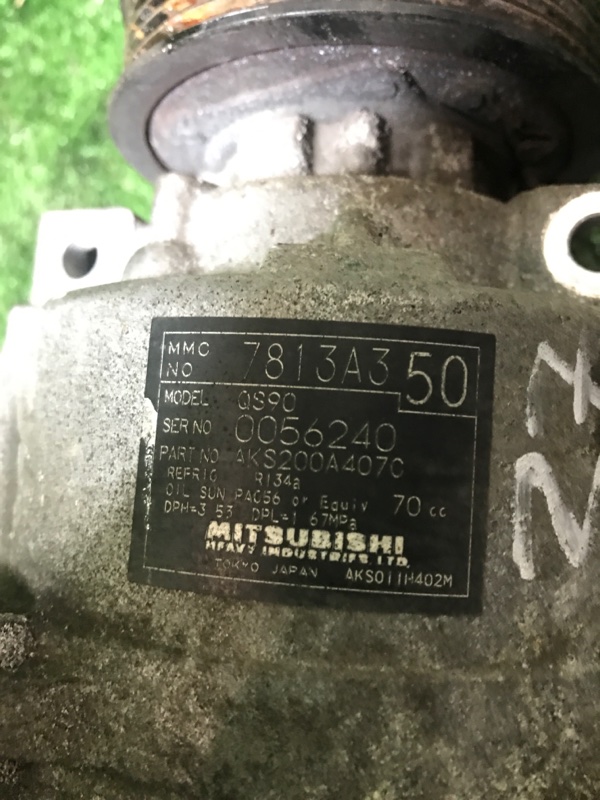 MMC NO 7813A350
MODEL QS90
SER NO 0056240
PART NO AKS200A407C
REFRIG R134a
OIL SUN PAG56 or Equiv 70 cc
DPH=3.53 DPL=1.67MPa
MITSUBISHI
HEAVY INDUSTRIES, LTD.
TOKYO JAPAN AKS011H402M
27